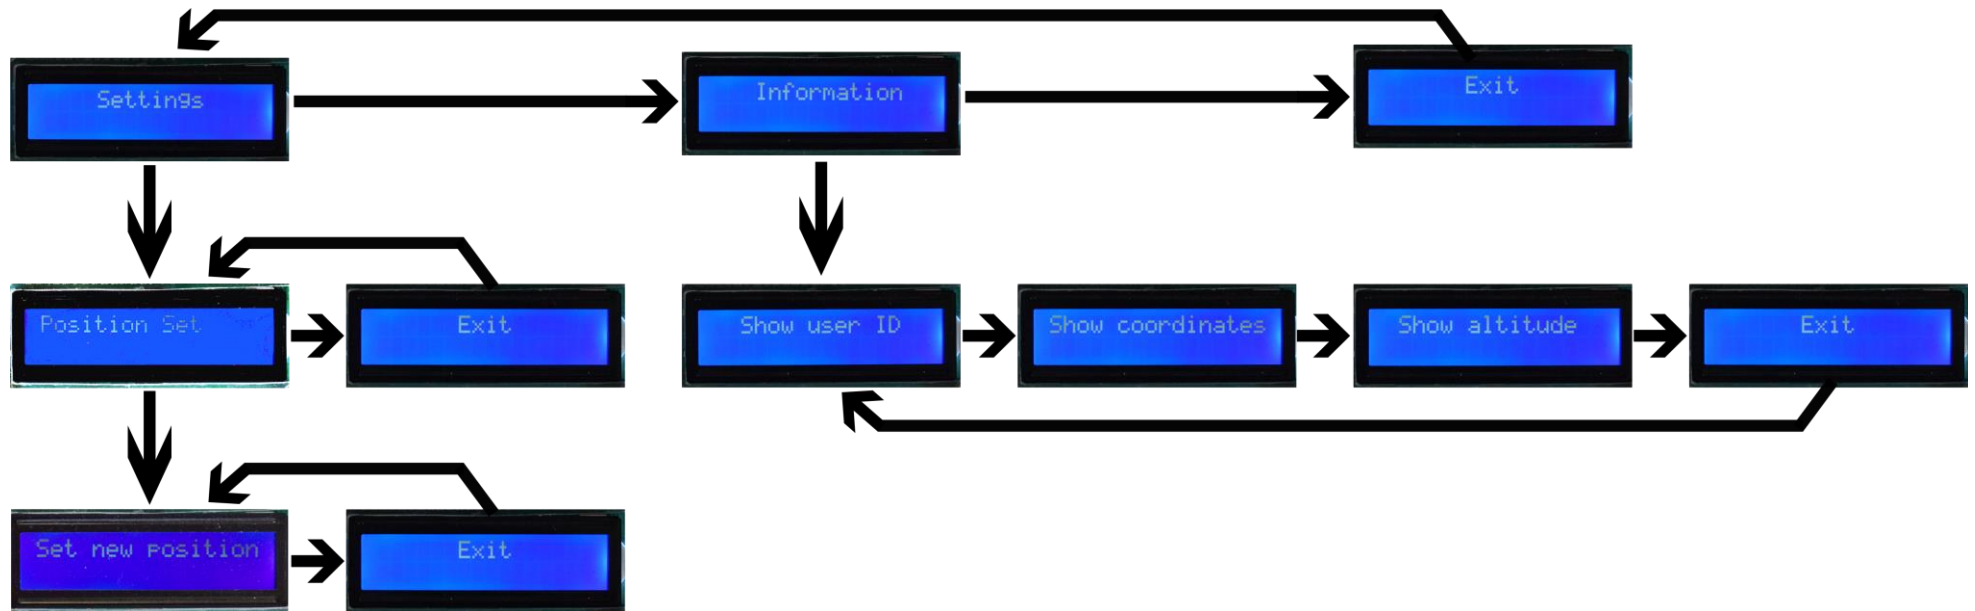 Settings
Information
Exit
Position Set
Exit
Show user ID
Show coordinates
Show altitude
Exit
Set new position
Exit